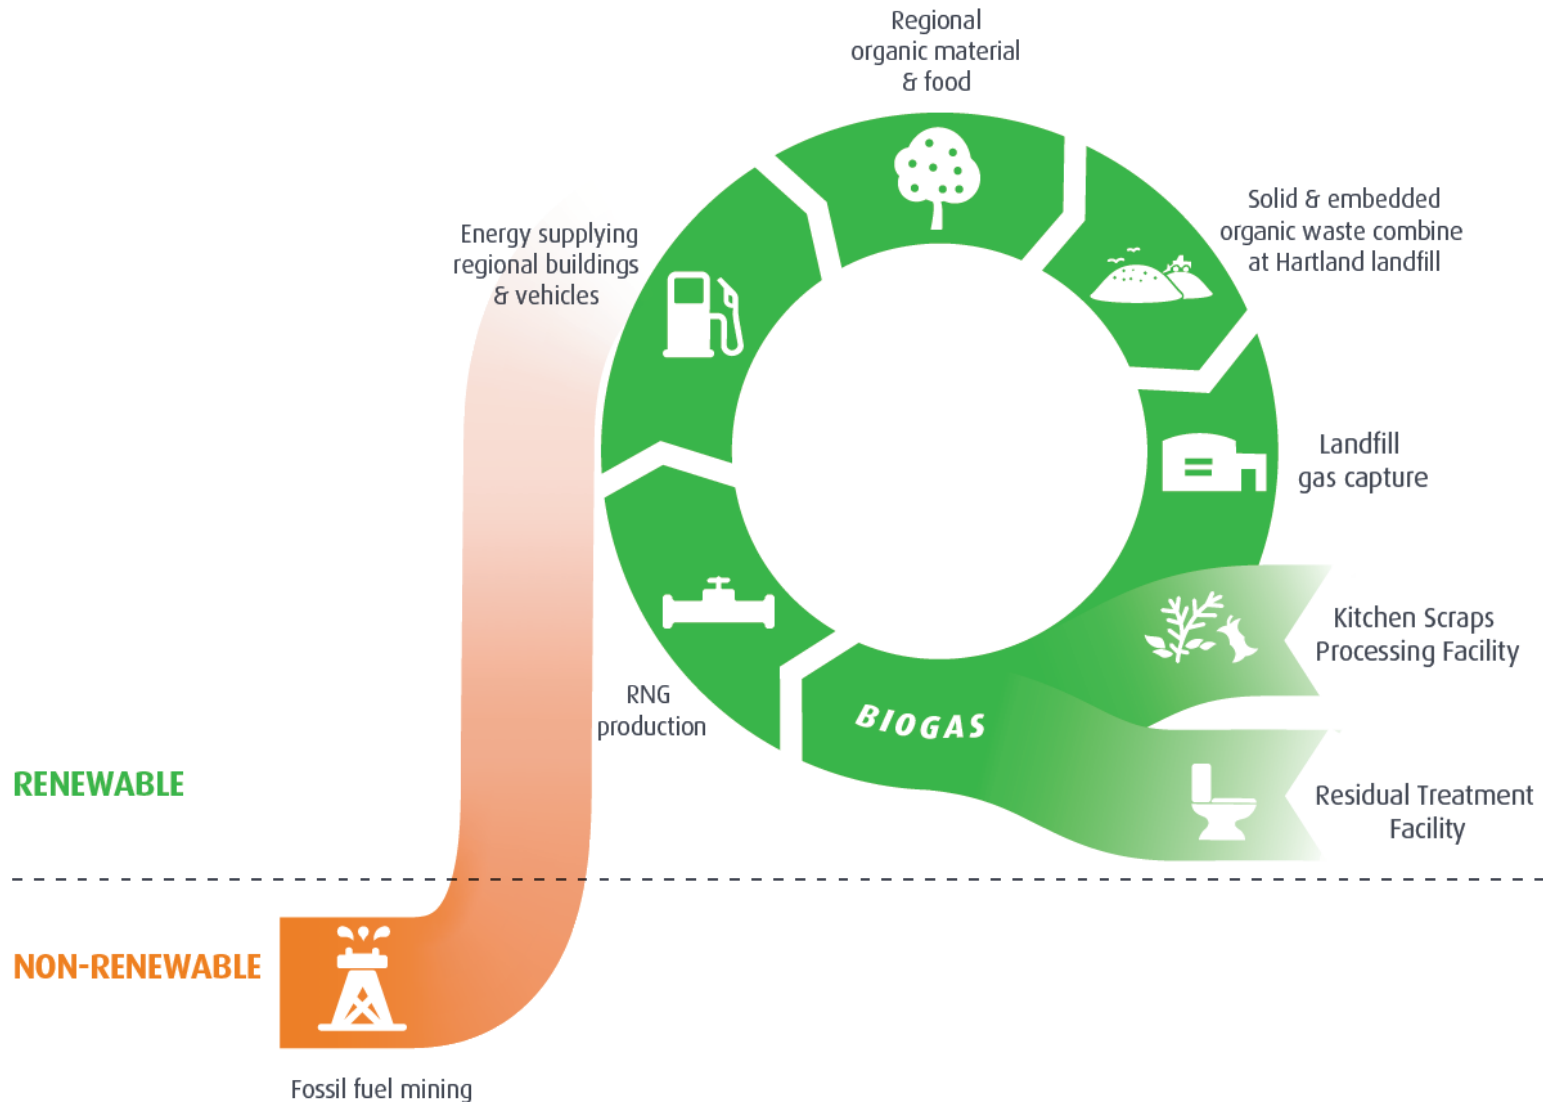 Regional
organic material
& food
Solid & embedded
organic waste combine
at Hartland landfill
Energy supplying
regional buildings
& vehicles
Landfill
gas capture
Kitchen Scraps
Processing Facility
RNG
production
BIOGAS
RENEWABLE
Residual Treatment
Facility
NON-RENEWABLE
Fossil fuel mining